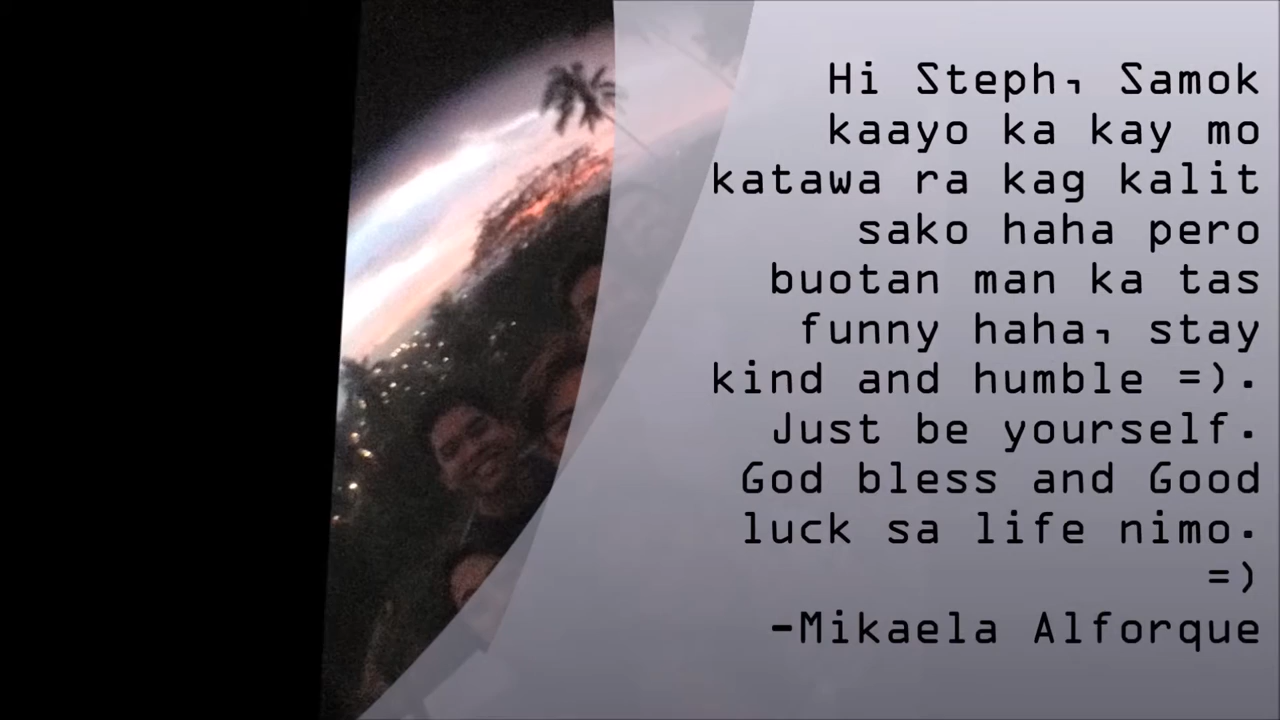 Hi Steph, Samok
kaayo ka kay mo
katawa ra kag kalit
sako haha pero
buotan man ka tas
funny haha, stay
kind and humble =).
Just be yourself.
God bless and Good
luck sa life nimo.
=)
-Mikaela Alforque